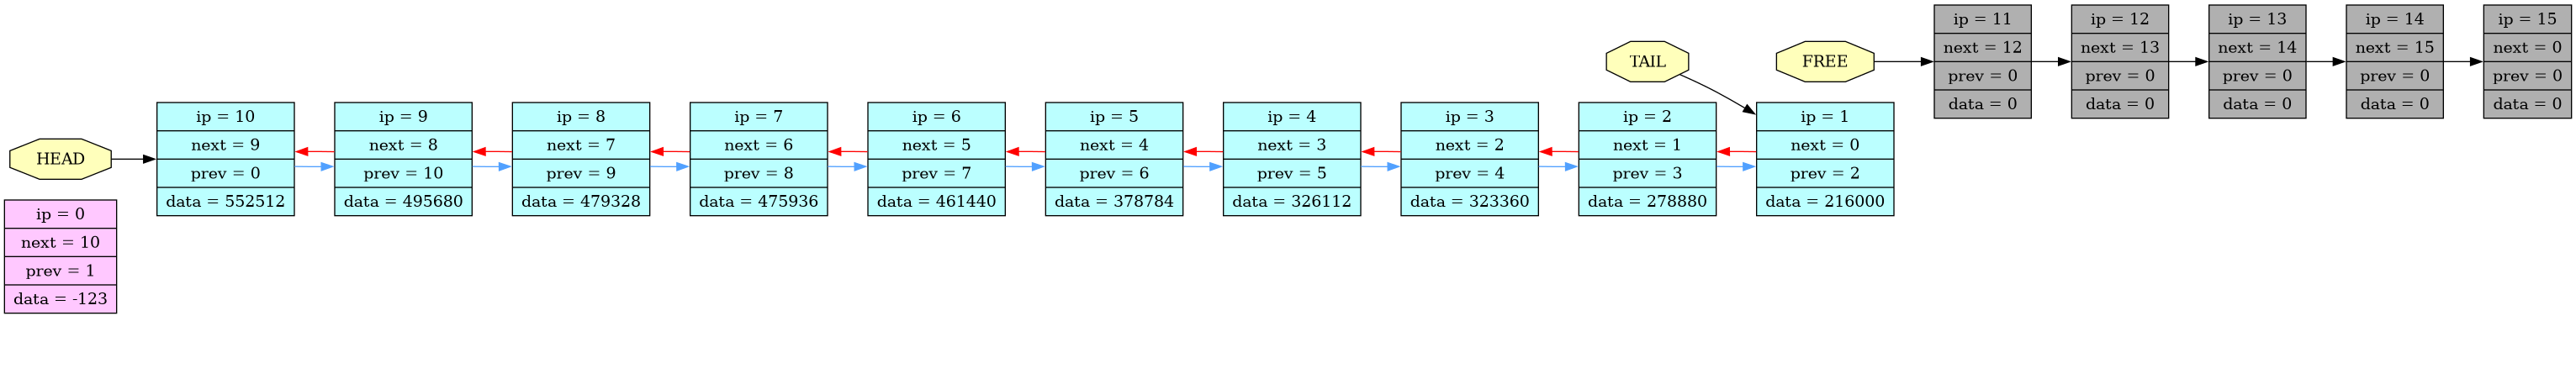 HEAD
ip = 10
next = 9
prev = 0
data = 552512
ip = 9
next = 8
prev = 10
data = 495680
ip = 8
next = 7
prev = 9
data = 479328
ip = 7
next = 6
prev = 8
data = 475936
ip = 6
next = 5
prev = 7
data = 461440
ip = 5
next = 4
prev = 6
data = 378784
ip = 4
next = 3
prev = 5
data = 326112
ip = 3
next = 2
prev = 4
data = 323360
ip = 2
next = 1
prev = 3
data = 278880
TAIL
ip = 1
next = 0
prev = 2
data = 216000
FREE
ip = 11
next = 12
prev = 0
data = 0
ip = 12
next = 13
prev = 0
data = 0
ip = 13
next = 14
prev = 0
data = 0
ip = 14
next = 15
prev = 0
data = 0
ip = 15
next = 0
prev = 0
data = 0
ip = 0
next = 10
prev = 1
data = -123